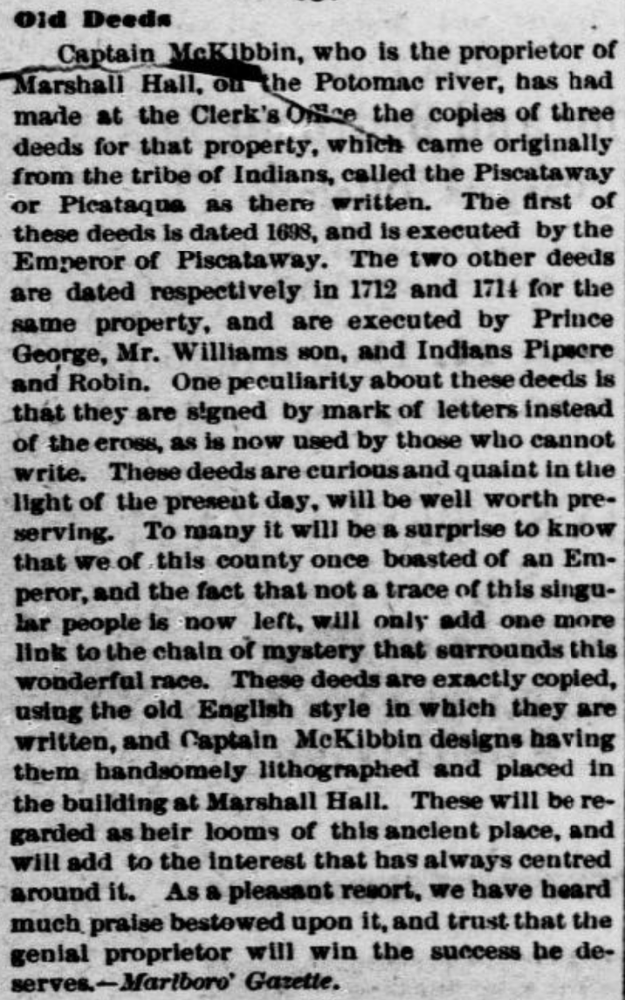 Old Deeds
Captain McKibbin, who is the proprietor of
Marshall Hall, on the Potomac river, has had
made at the Clerk's Office the copies of three
deeds for that property, which came originally
from the tribe of Indians, called the Piscataway
or Picataqua as there written. The first of
these deeds is dated 1698, and is executed by the
Emperor of Piscataway. The two other deeds
are dated respectively in 1712 and 1714 for the
same property, and are executed by Prince
George, Mr. Williams son, and Indians Pipscre
and Robin. One peculiarity about these deeds is
that they are signed by mark of letters instead
of the cross, as is now used by those who cannot
write. These deeds are curious and quaint in the
light of the present day, will be well worth pre-
serving. To many it will be a surprise to know
that we of this county once boasted of an Em-
peror, and the fact that not a trace of this singu-
lar people is now left, will only add one more
link to the chain of mystery that surrounds this
wonderful race. These deeds are exactly copied,
using the old English style in which they are
written, and Captain McKibbin designs having
them handsomely lithographed and placed in
the building at Marshall Hall. These will be re-
garded as heir looms of this ancient place, and
will add to the interest that has always centred
around it. As a pleasant resort, we have heard
much praise bestowed upon it, and trust that the
genial proprietor will win the success he de-
serves.—Marlboro' Gazette.